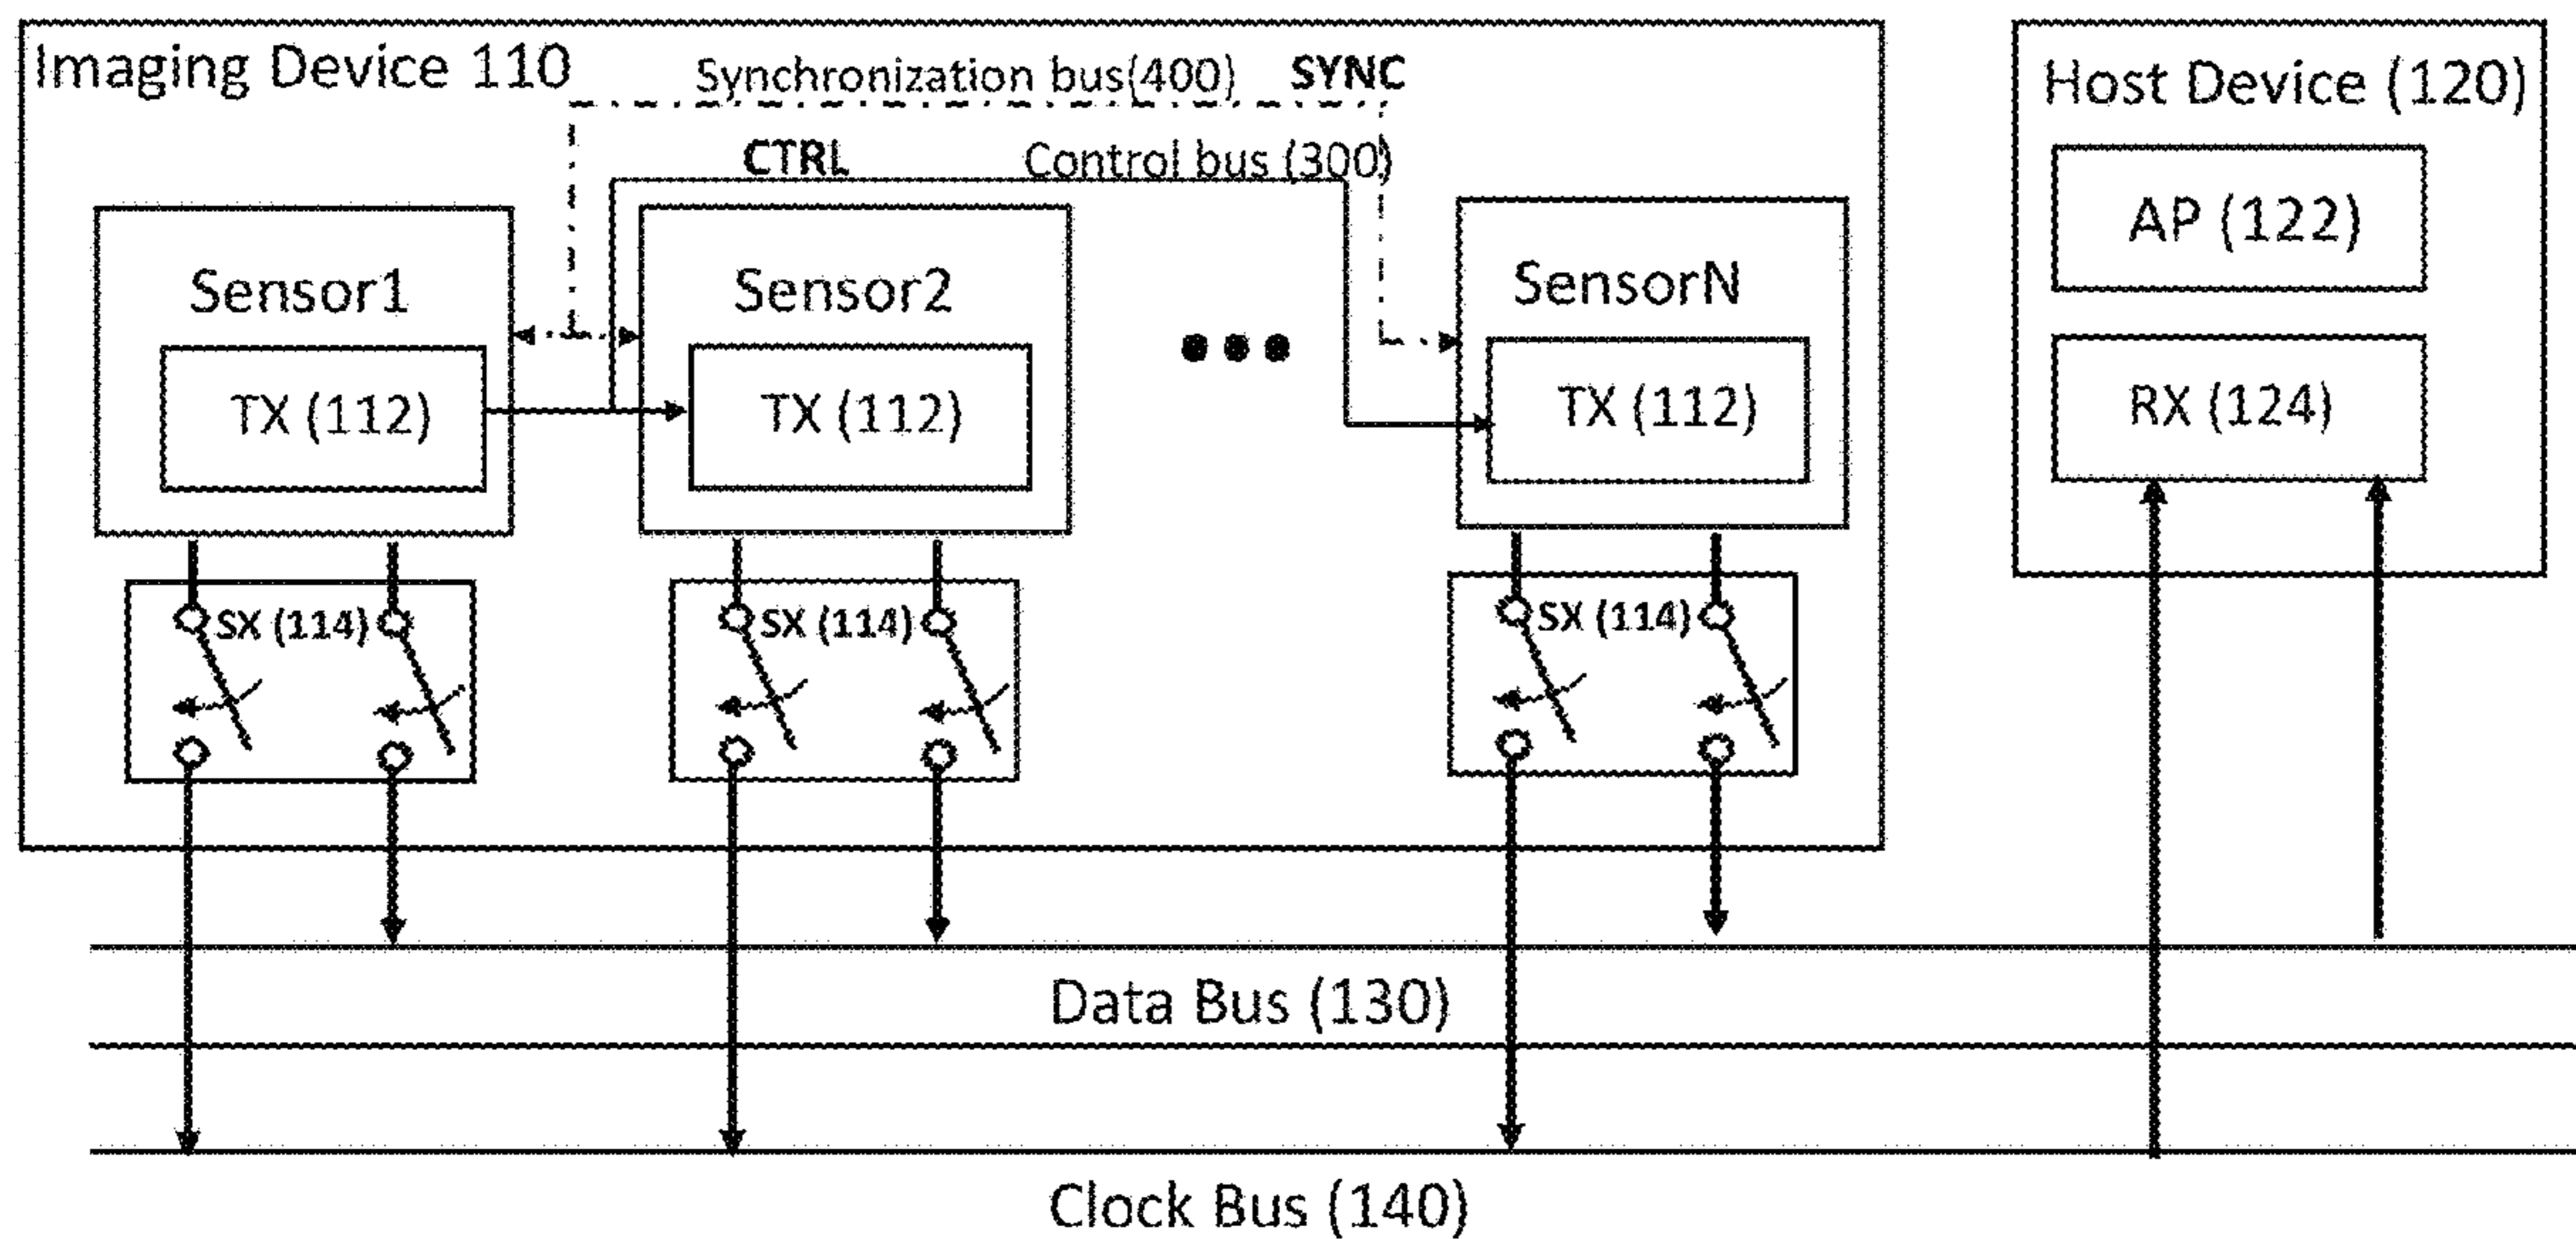 Imaging Device 110
Synchronization bus(400) SYNC
CTRL Control bus (300)
Sensor1
TX (112)
SX (114)
Sensor2
TX (112)
SX (114)
SensorN
TX (112)
SX (114)
Host Device (120)
AP (122)
RX (124)
Data Bus (130)
Clock Bus (140)